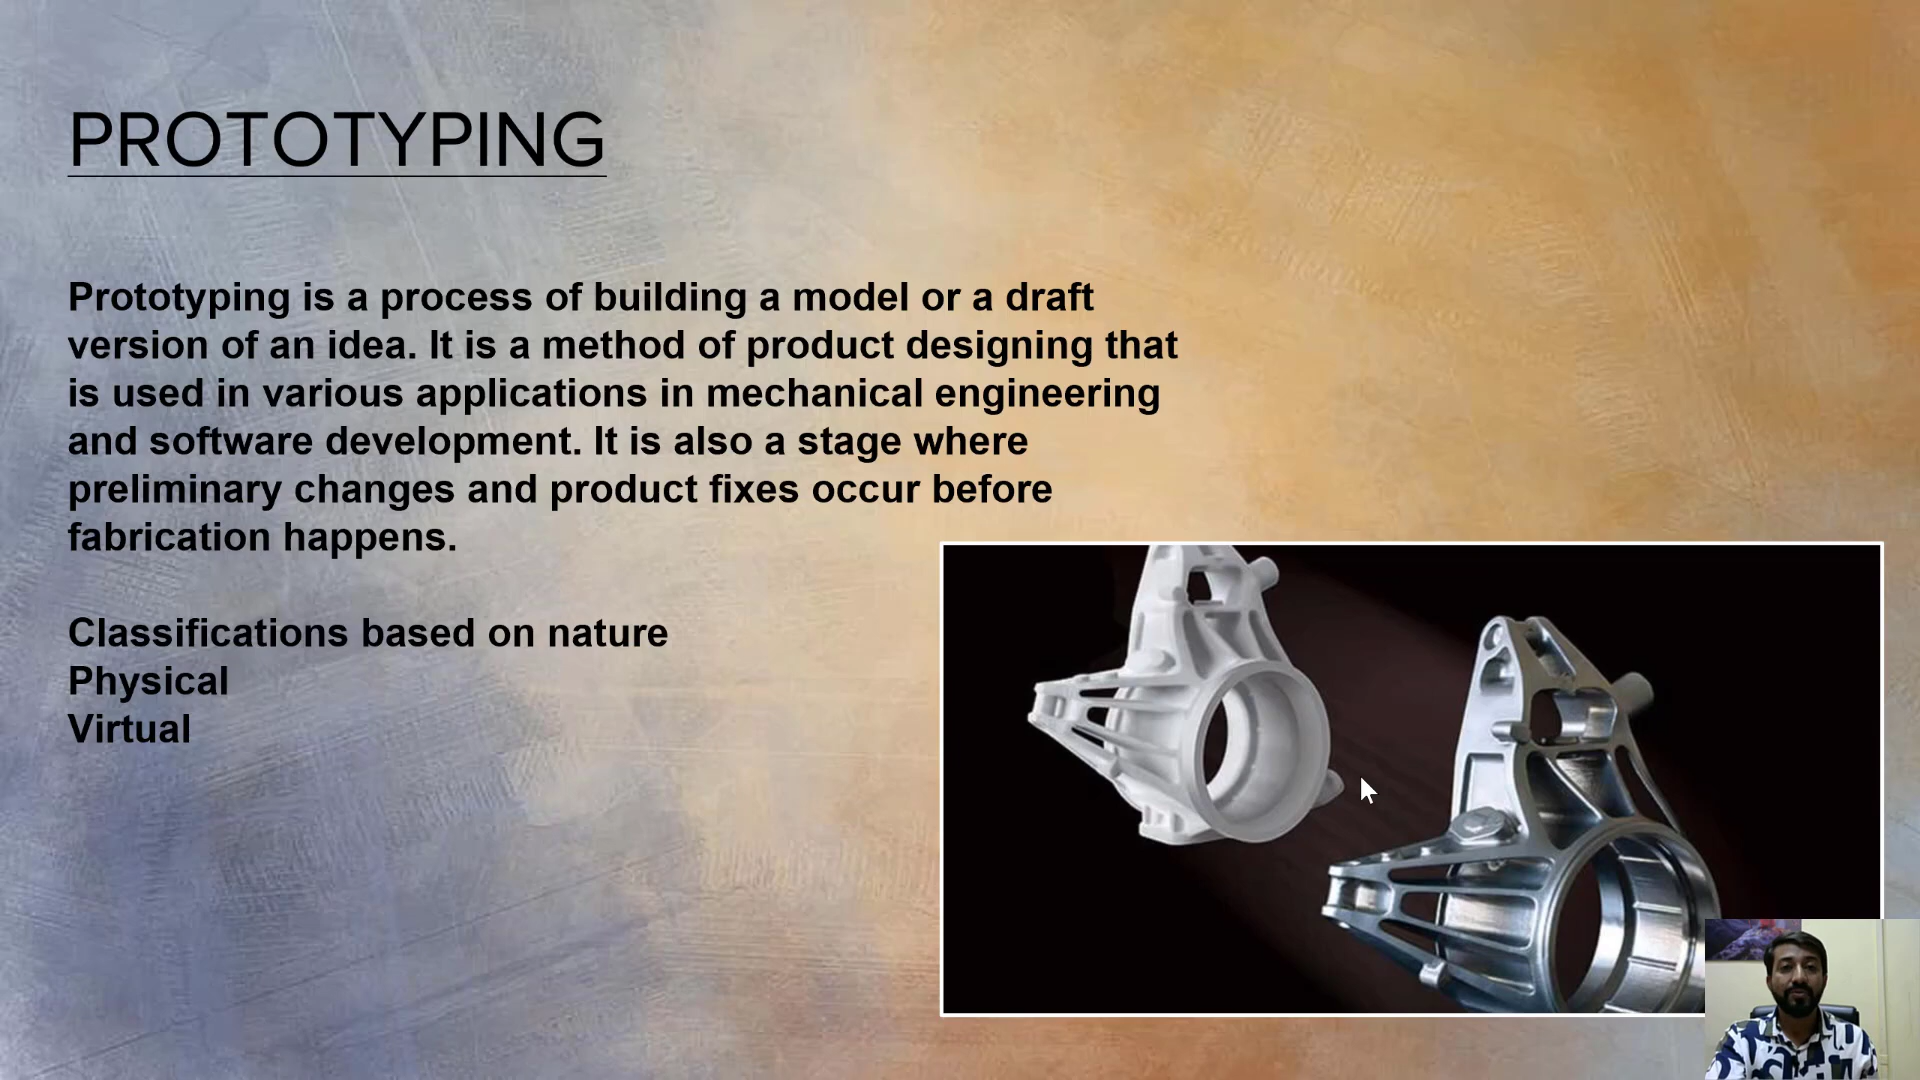 PROTOTYPING
Prototyping is a process of building a model or a draft
version of an idea. It is a method of product designing that
is used in various applications in mechanical engineering
and software development. It is also a stage where
preliminary changes and product fixes occur before
fabrication happens.
Classifications based on nature
Physical
Virtual